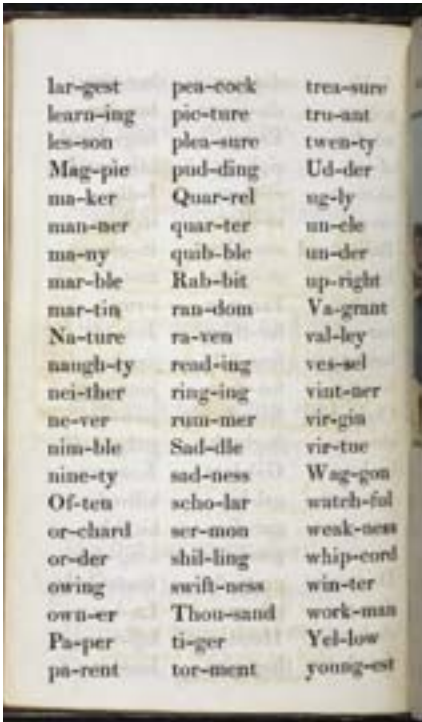 lar-gest pea-cock trea-sure
learn-ing pic-ture tru-ant
les-son plea-sure twen-ty
Mag-pie pud-ding Ud-der
ma-ker Quar-rel ug-ly
man-ner quar-ter un-cle
ma-ny quib-ble un-der
mar-ble Rab-bit up-right
mar-tin ran-dom Va-grant
Na-ture ra-ven val-ley
naugh-ty read-ing ves-sel
nei-ther ring-ing vint-ner
ne-ver rum-mer vir-gin
nim-ble Sad-dle vir-tue
nine-ty sad-ness Wag-gon
Of-ten scho-lar watch-ful
or-chard ser-mon weak-ness
or-der shil-ling whip-cord
owing swift-ness win-ter
own-er Thou-sand work-man
Pa-per ti-ger Yel-low
pa-rent tor-ment young-est